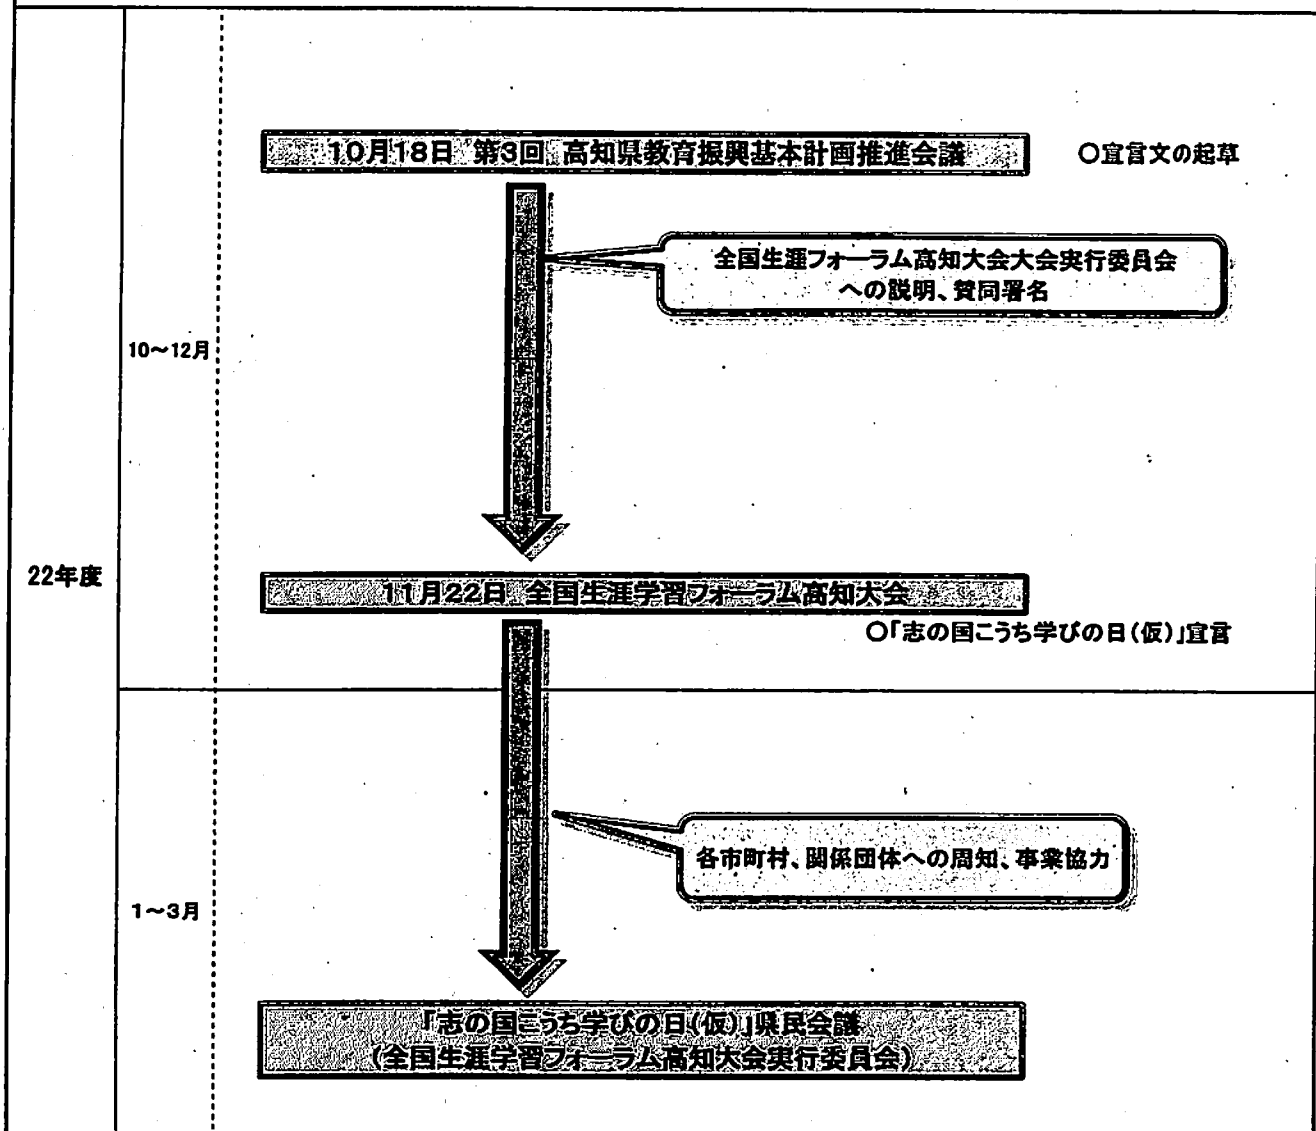 22年度
10～12月
10月18日 第3回 高知県教育振興基本計画推進会議
○宣言文の起草
全国生涯フォーラム高知大会大会実行委員会
への説明、賛同署名
11月22日 全国生涯学習フォーラム高知大会
○「志の国こうち学びの日(仮)」宣言
1～3月
各市町村、関係団体への周知、事業協力
「志の国こうち学びの日(仮)」県民会議
(全国生涯学習フォーラム高知大会実行委員会)